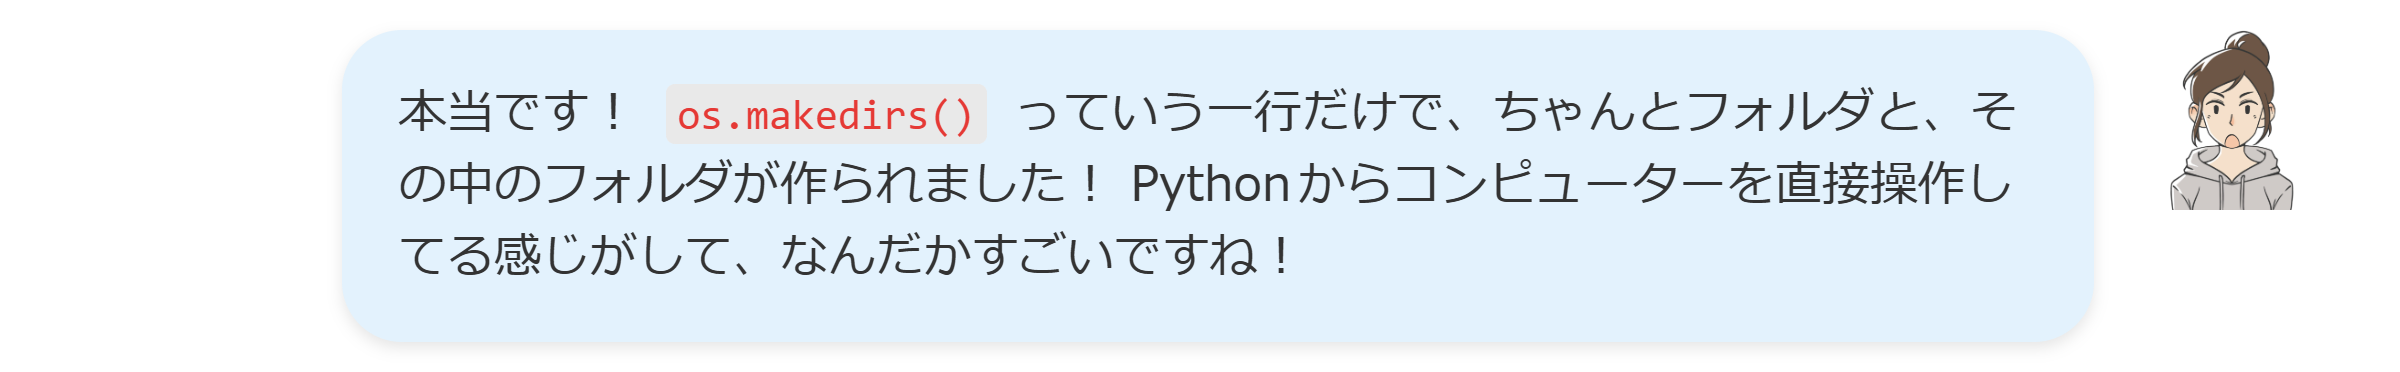 本当です！ os.makedirs() っていう一行だけで、ちゃんとフォルダと、そ
の中のフォルダが作られました！ Pythonからコンピューターを直接操作し
てる感じがして、なんだかすごいですね！